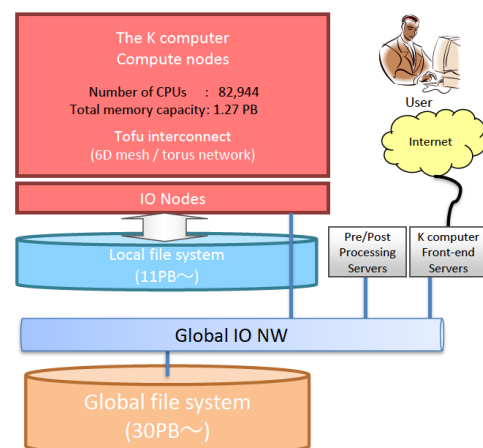 The K computer
Compute nodes
Number of CPUs : 82,944
Total memory capacity: 1.27 PB
Tofu interconnect
(6D mesh / torus network)
IO Nodes
Local file system
(11PB～)
User
Internet
Pre/Post
Processing
Servers
K computer
Front-end
Servers
Global IO NW
Global file system
(30PB～)